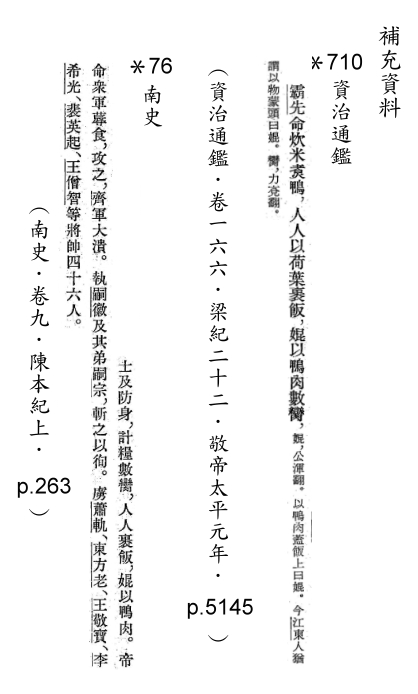 補充資料
＊710 資治通鑑
霸先命炊米煑鴨，人人以荷葉裹飯，婫以鴨肉數臠，婫，公渾翻。以鴨肉蓋飯上曰婫。今江東人猶
謂以物蒙頭曰婫。臠，力兗翻。
（資治通鑑．卷一六六．梁紀二十二．敬帝太平元年．p.5145）
＊76 南史
士及防身，計糧數臠，人人裹飯，婫以鴨肉。帝
命衆軍蓐食，攻之，齊軍大潰。執嗣徽及其弟嗣宗，斬之以徇。虜蕭軌、東方老、王敬寶、李
希光、裴英起、王僧智等將帥四十六人。
（南史．卷九．陳本紀上．p.263）